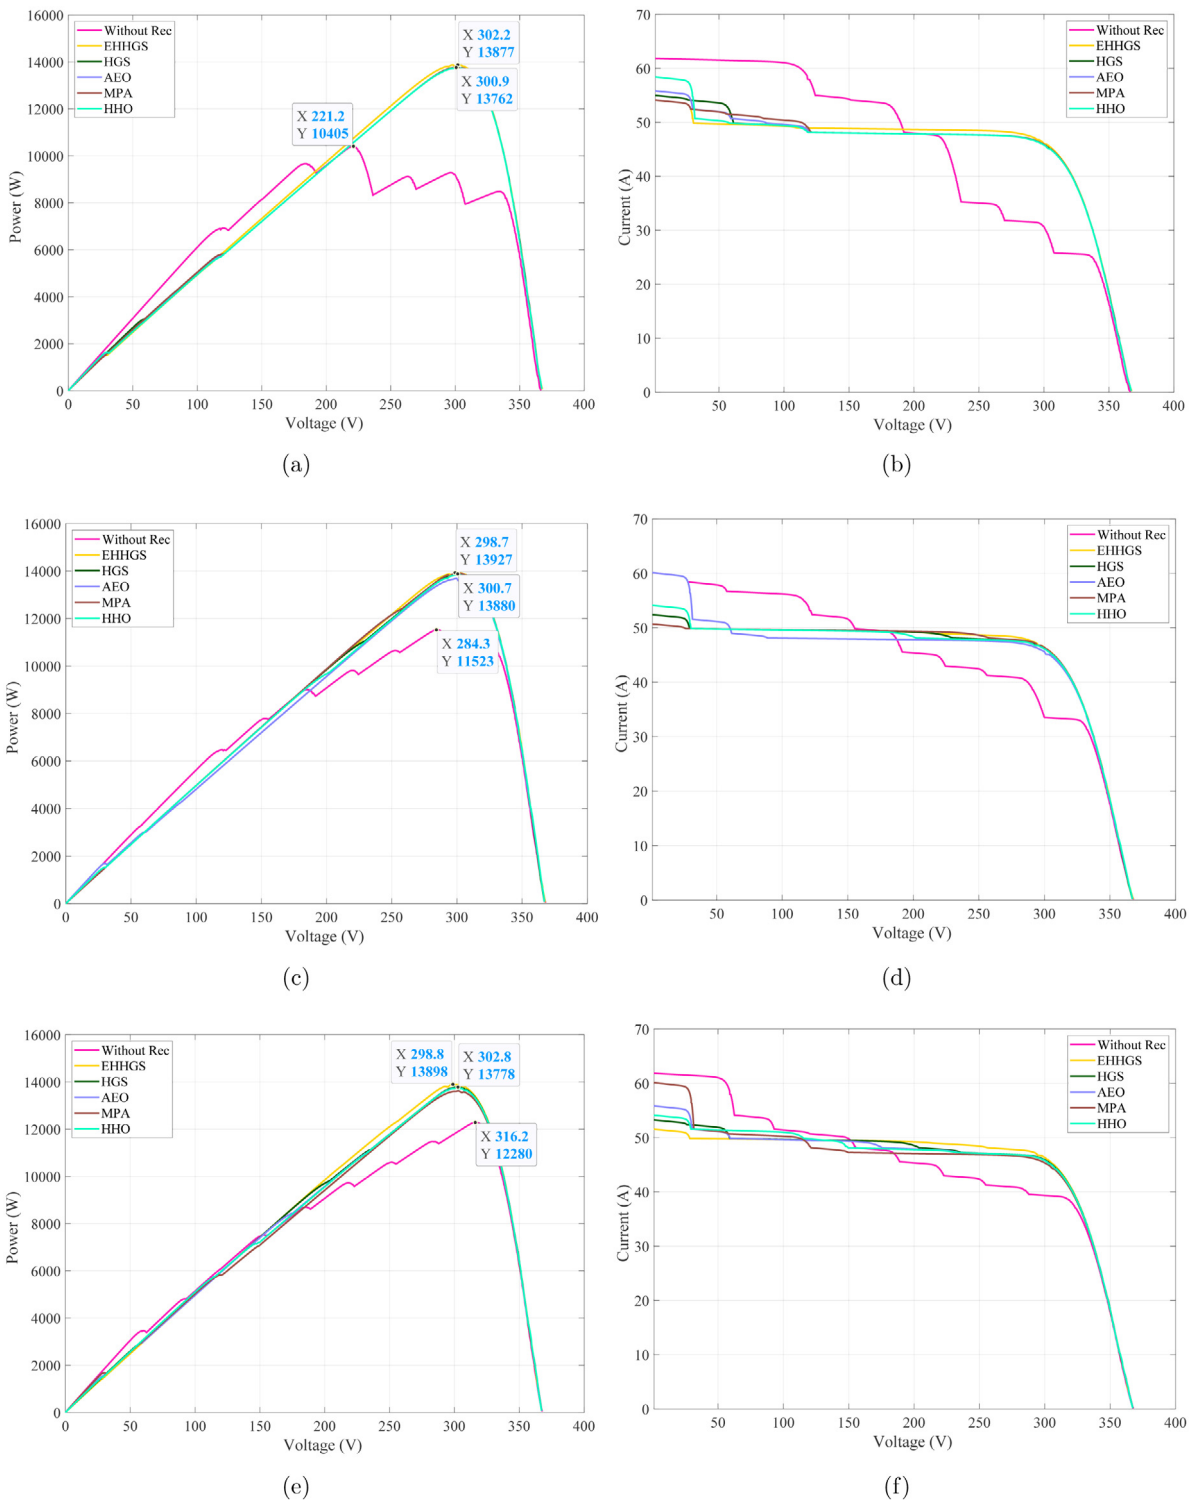 16000
14000
12000
10000
8000
6000
4000
2000
0
Power (W)
Without Rec
EHHGS
HGS
AEO
MPA
HHO
X 302.2
Y 13877
X 300.9
Y 13762
X 221.2
Y 10405
0 50 100 150 200 250 300 350 400
Voltage (V)
(a)
70
60
50
40
30
20
10
0
Current (A)
Without Rec
EHHGS
HGS
AEO
MPA
HHO
50 100 150 200 250 300 350 400
Voltage (V)
(b)
16000
14000
12000
10000
8000
6000
4000
2000
0
Power (W)
Without Rec
EHHGS
HGS
AEO
MPA
HHO
X 298.7
Y 13927
X 300.7
Y 13880
X 284.3
Y 11523
0 50 100 150 200 250 300 350 400
Voltage (V)
(c)
70
60
50
40
30
20
10
0
Current (A)
Without Rec
EHHGS
HGS
AEO
MPA
HHO
50 100 150 200 250 300 350 400
Voltage (V)
(d)
16000
14000
12000
10000
8000
6000
4000
2000
0
Power (W)
Without Rec
EHHGS
HGS
AEO
MPA
HHO
X 298.8
Y 13898
X 302.8
Y 13778
X 316.2
Y 12280
0 50 100 150 200 250 300 350 400
Voltage (V)
(e)
70
60
50
40
30
20
10
0
Current (A)
Without Rec
EHHGS
HGS
AEO
MPA
HHO
50 100 150 200 250 300 350 400
Voltage (V)
(f)